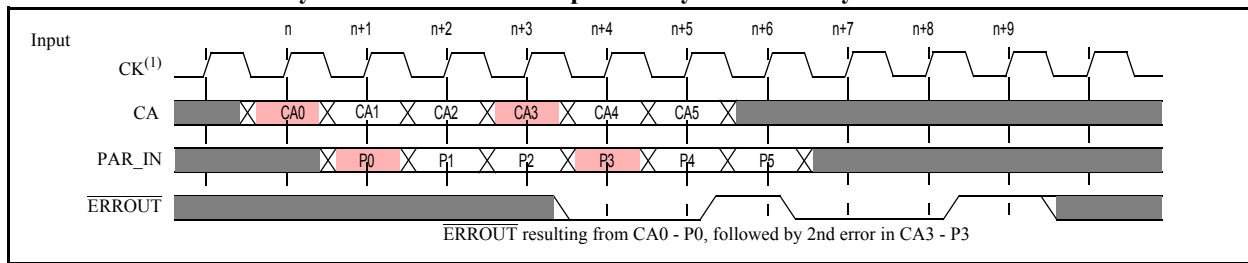 n n+1 n+2 n+3 n+4 n+5 n+6 n+7 n+8 n+9
Input
CK(1)
CA CA0 CA1 CA2 CA3 CA4 CA5
PAR_IN P0 P1 P2 P3 P4 P5
ERROUT
ERROUT resulting from CA0 - P0, followed by 2nd error in CA3 - P3